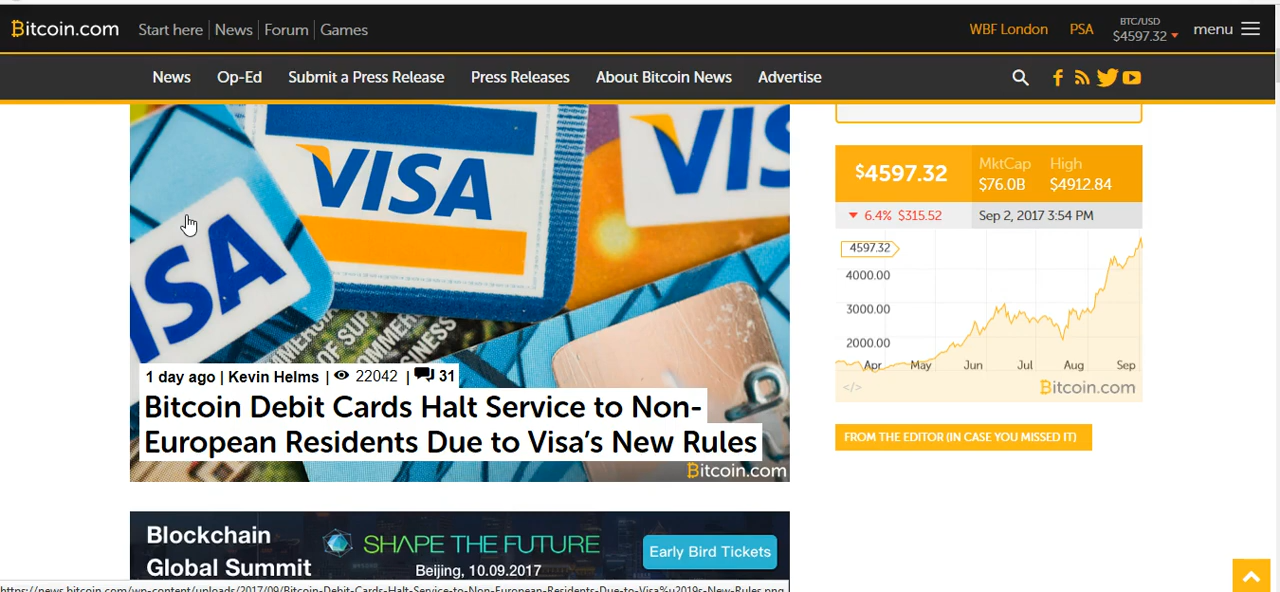 Bitcoin.com Start here News Forum Games WBF London PSA BTC/USD $4597.32 menu
News Op-Ed Submit a Press Release Press Releases About Bitcoin News Advertise
VISA
VIS
VISA
$4597.32 MktCap $76.0B High $4912.84
6.4% $315.52 Sep 2, 2017 3:54 PM
4597.32
4000.00
3000.00
2000.00
Apr May Jun Jul Aug Sep
</>
Bitcoin.com
1 day ago | Kevin Helms | 22042 | 31
Bitcoin Debit Cards Halt Service to Non-
European Residents Due to Visa's New Rules
Bitcoin.com
FROM THE EDITOR (IN CASE YOU MISSED IT)
Blockchain
Global Summit
SHAPE THE FUTURE
Beijing, 10.09.2017
Early Bird Tickets